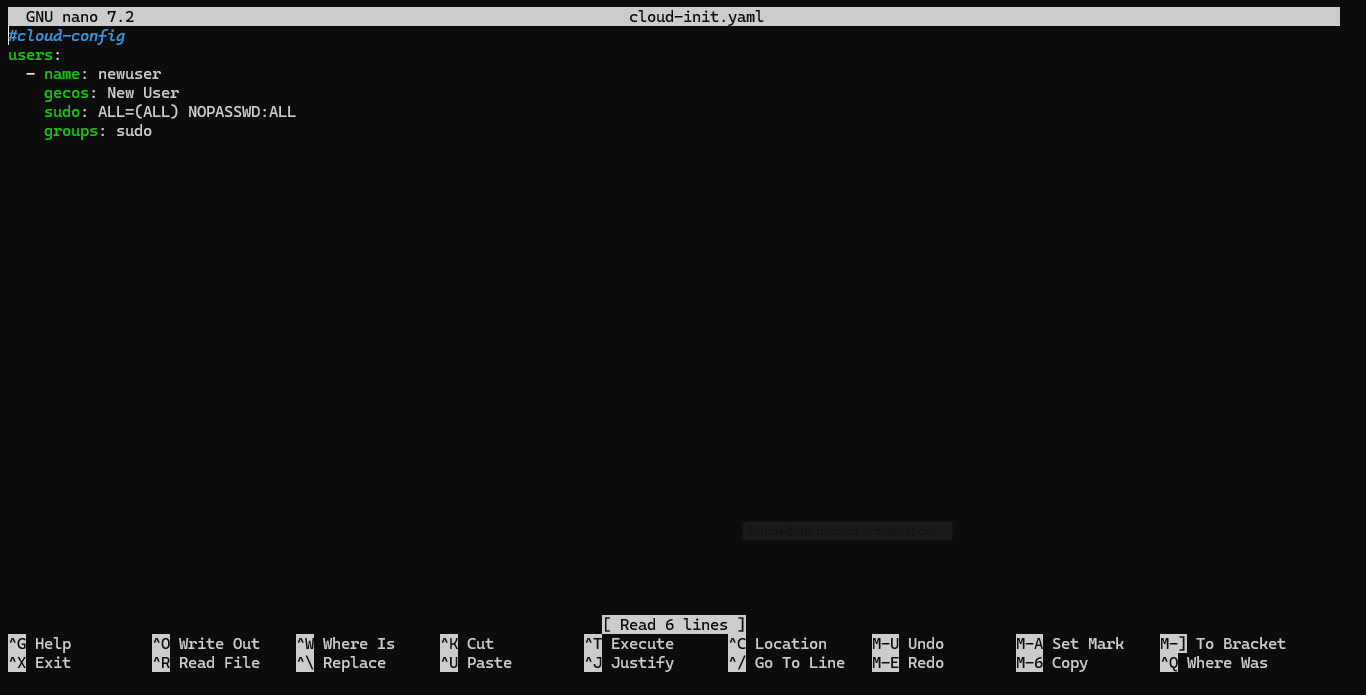 GNU nano 7.2 cloud-init.yaml
#cloud-config
users:
  - name: newuser
    gecos: New User
    sudo: ALL=(ALL) NOPASSWD:ALL
    groups: sudo
[ Read 6 lines ]
^G Help ^O Write Out ^W Where Is ^K Cut ^T Execute ^C Location M-U Undo M-A Set Mark M-] To Bracket
^X Exit ^R Read File ^\ Replace ^U Paste ^J Justify ^/ Go To Line M-E Redo M-6 Copy ^Q Where Was